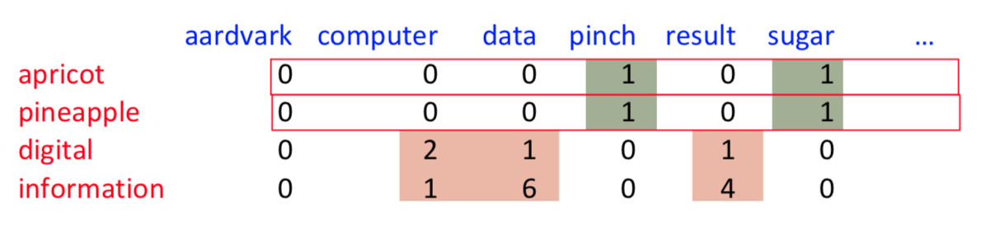 aardvark computer data pinch result sugar ...
apricot 0 0 0 1 0 1
pineapple 0 0 0 1 0 1
digital 0 2 1 0 1 0
information 0 1 6 0 4 0